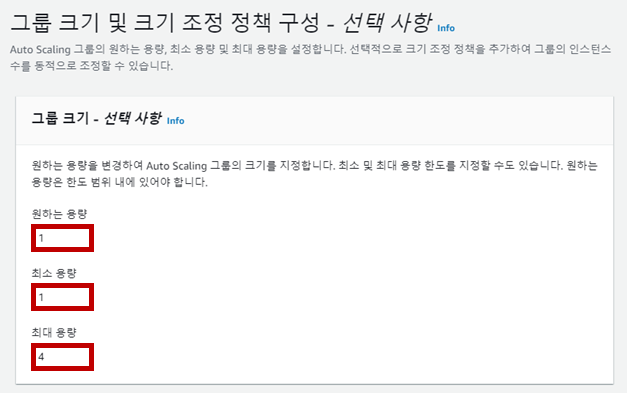 그룹 크기 및 크기 조정 정책 구성 - 선택 사항 Info
Auto Scaling 그룹의 원하는 용량, 최소 용량 및 최대 용량을 설정합니다. 선택적으로 크기 조정 정책을 추가하여 그룹의 인스턴스
수를 동적으로 조정할 수 있습니다.
그룹 크기 - 선택 사항 Info
원하는 용량을 변경하여 Auto Scaling 그룹의 크기를 지정합니다. 최소 및 최대 용량 한도를 지정할 수도 있습니다. 원하는
용량은 한도 범위 내에 있어야 합니다.
원하는 용량
1
최소 용량
1
최대 용량
4